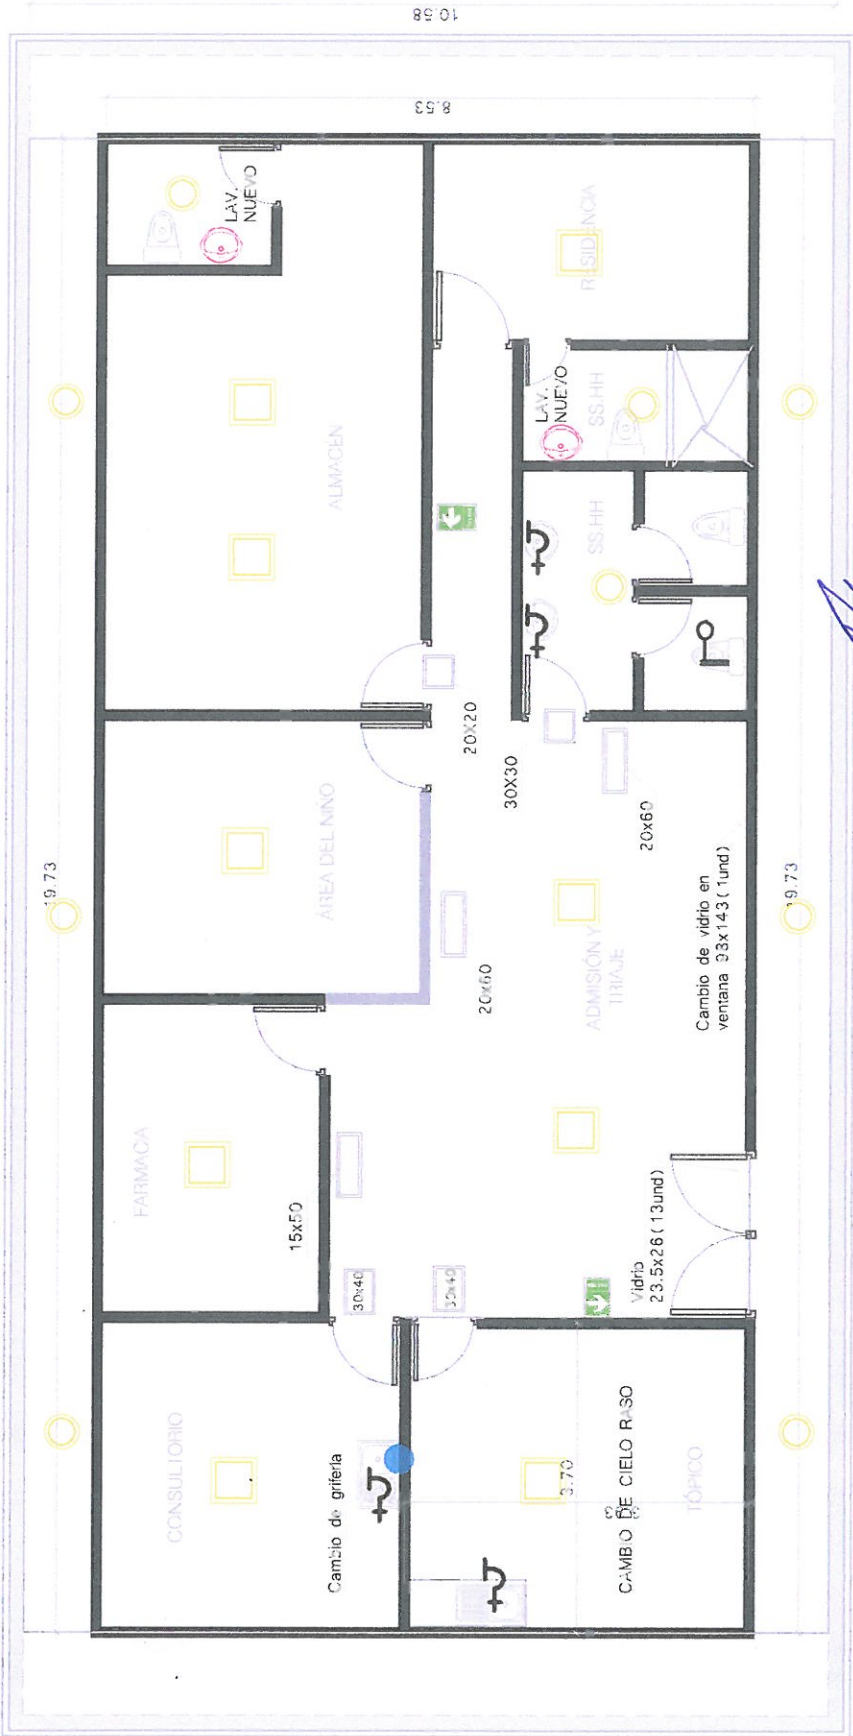 10.58
8.53
LAV.
NUEVO
ALMACÉN
RESIDENCIA
LAV.
NUEVO
SS.HH
SS.HH
20X20
30X30
20x60
ÁREA DEL NIÑO
20x60
ADMISIÓN Y
TRIAJE
Cambio de vidrio en
ventana 93x143 (1und)
19.73
19.73
FARMACIA
15x50
30x40
30x40
Vidrio
23.5x26 (13und)
CONSULTORIO
Cambio de grifería
3.70
CAMBIO DE CIELO RASO
TÓPICO